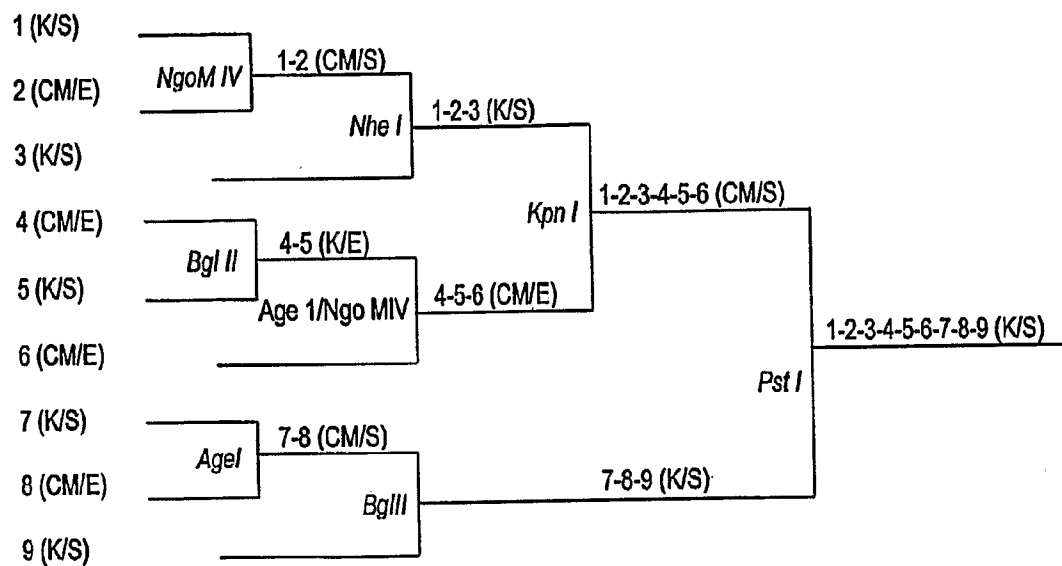 1 (K/S)
NgoM IV
1-2 (CM/S)
2 (CM/E)
Nhe I
1-2-3 (K/S)
3 (K/S)
Kpn I
1-2-3-4-5-6 (CM/S)
4 (CM/E)
Bgl II
4-5 (K/E)
5 (K/S)
Age 1/Ngo MIV
4-5-6 (CM/E)
6 (CM/E)
Pst I
1-2-3-4-5-6-7-8-9 (K/S)
7 (K/S)
AgeI
7-8 (CM/S)
8 (CM/E)
BglII
7-8-9 (K/S)
9 (K/S)